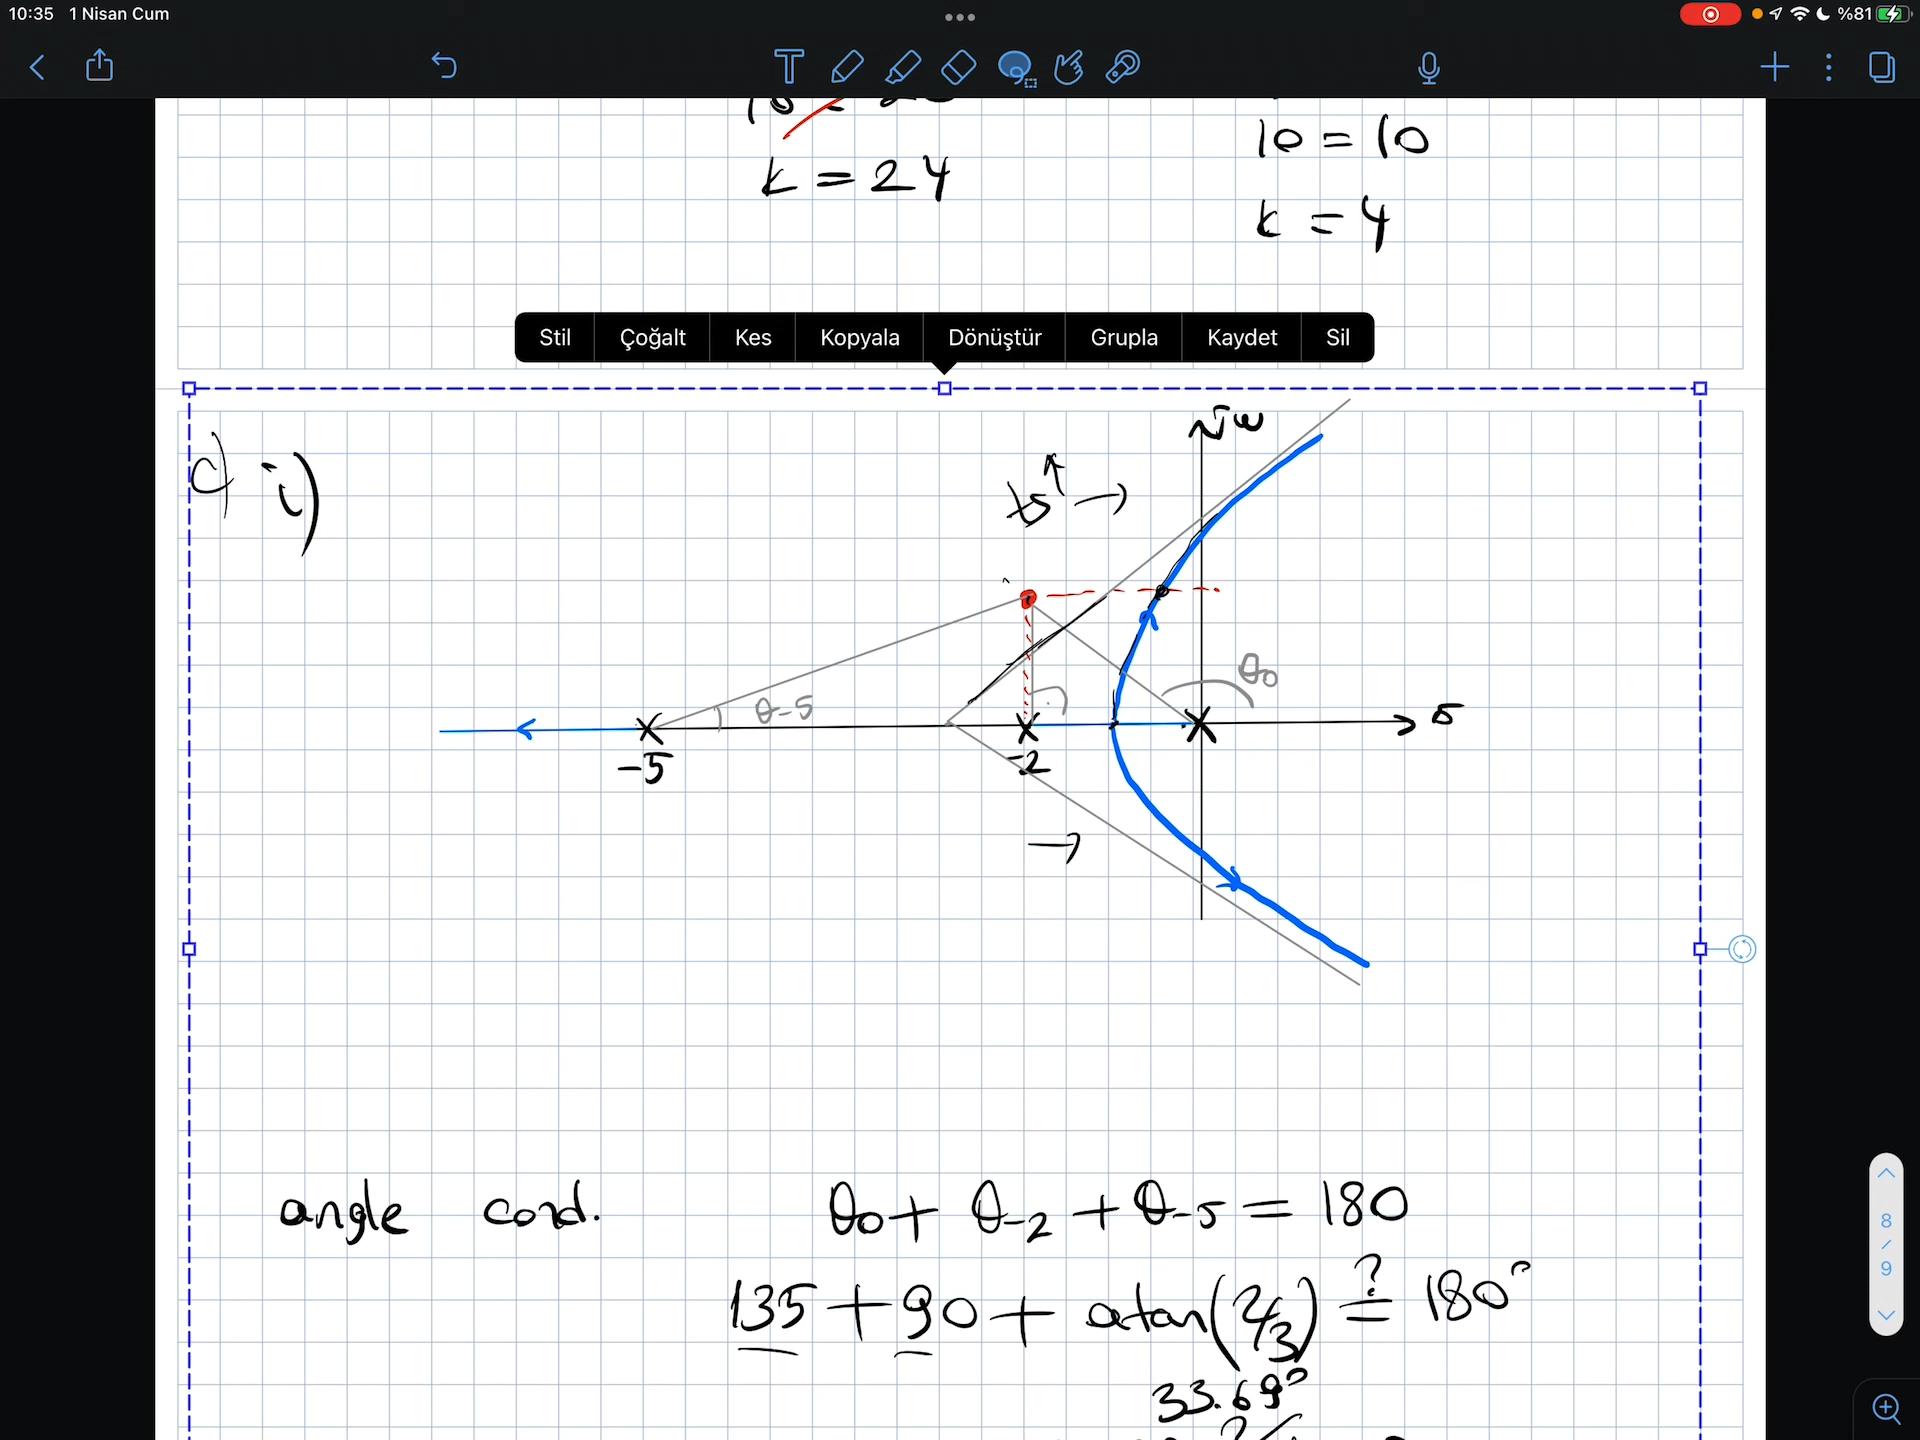 10:35 1 Nisan Cum
%81
10 = 10
k = 24
k = 4
Stil Çoğalt Kes Kopyala Dönüştür Grupla Kaydet Sil
jw
c) i)
ts↑ →
θ0
θ-5
σ
-5
-2
→
8
/
9
angle cond. θ0 + θ-2 + θ-5 = 180
135 + 90 + atan(2/3) ?= 180°
33.69°